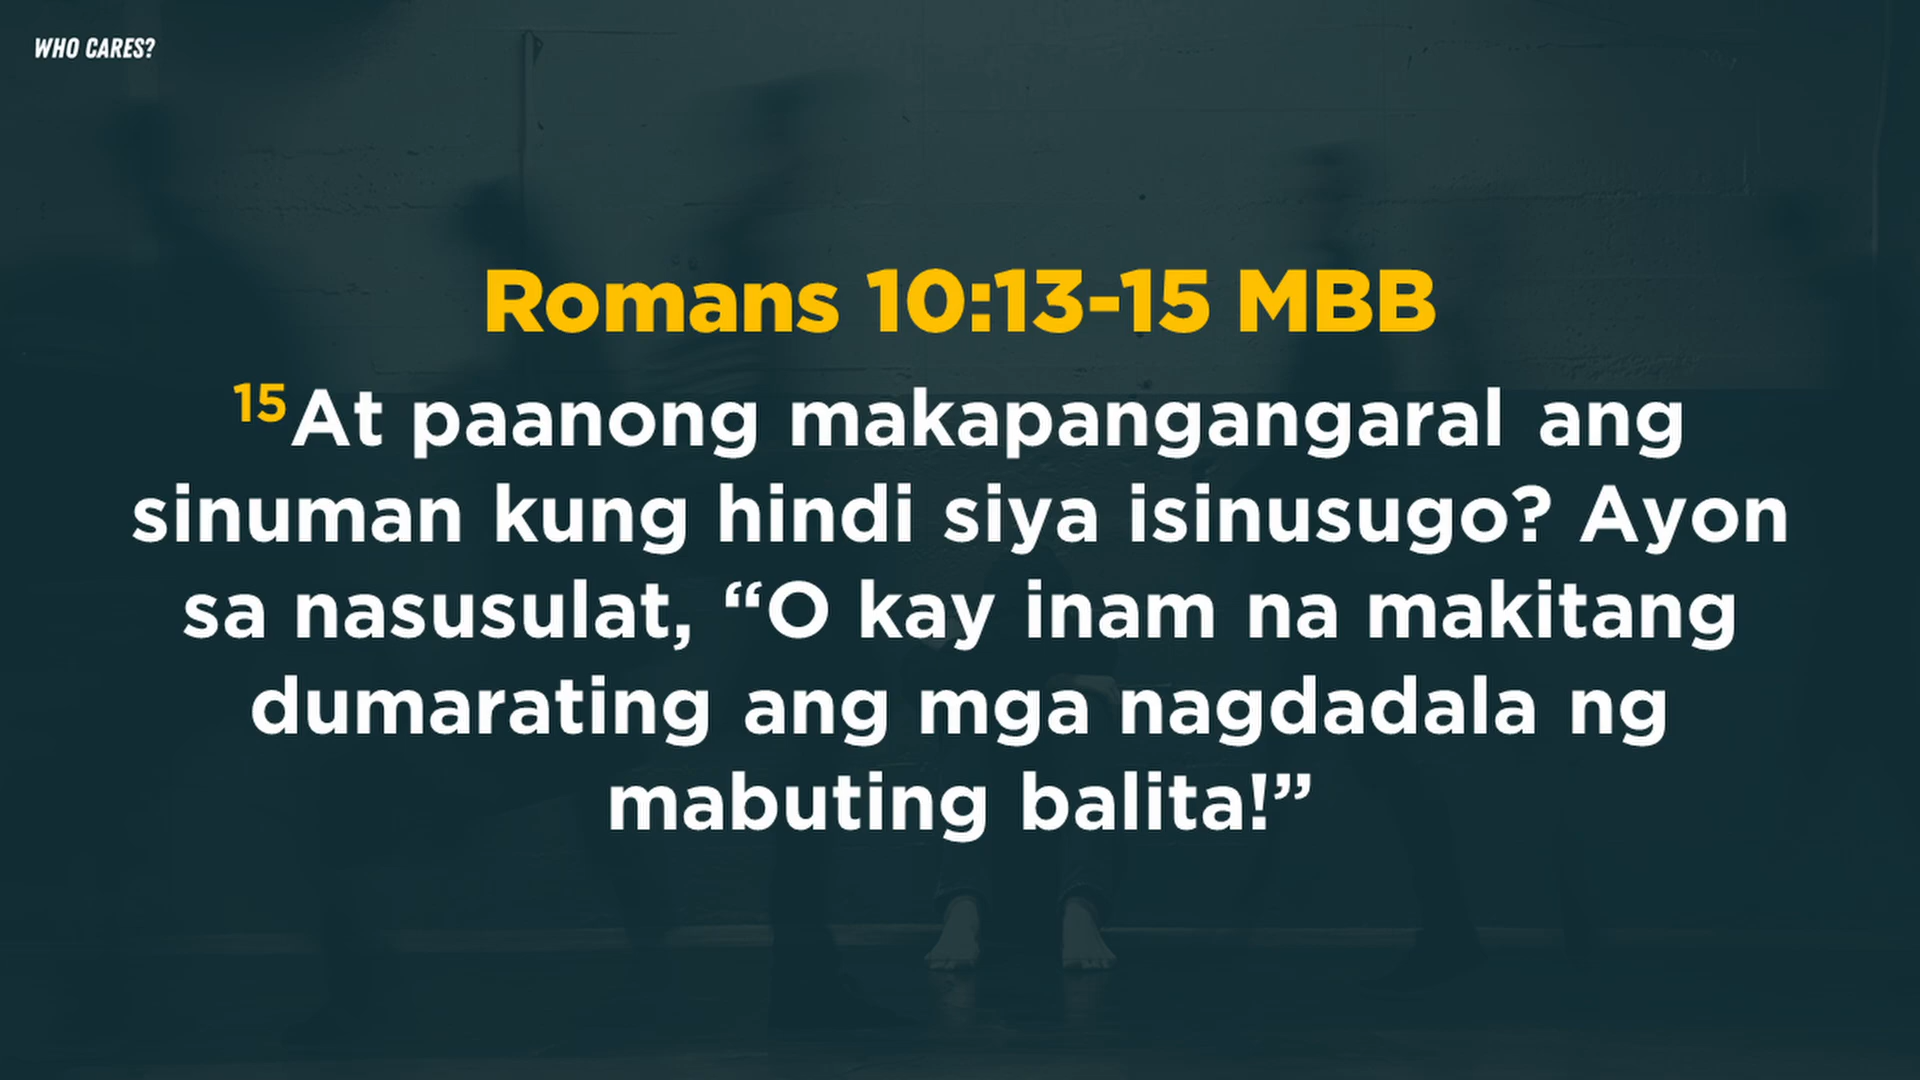 WHO CARES?
Romans 10:13-15 MBB
15At paanong makapangangaral ang
sinuman kung hindi siya isinusugo? Ayon
sa nasusulat, “O kay inam na makitang
dumarating ang mga nagdadala ng
mabuting balita!”